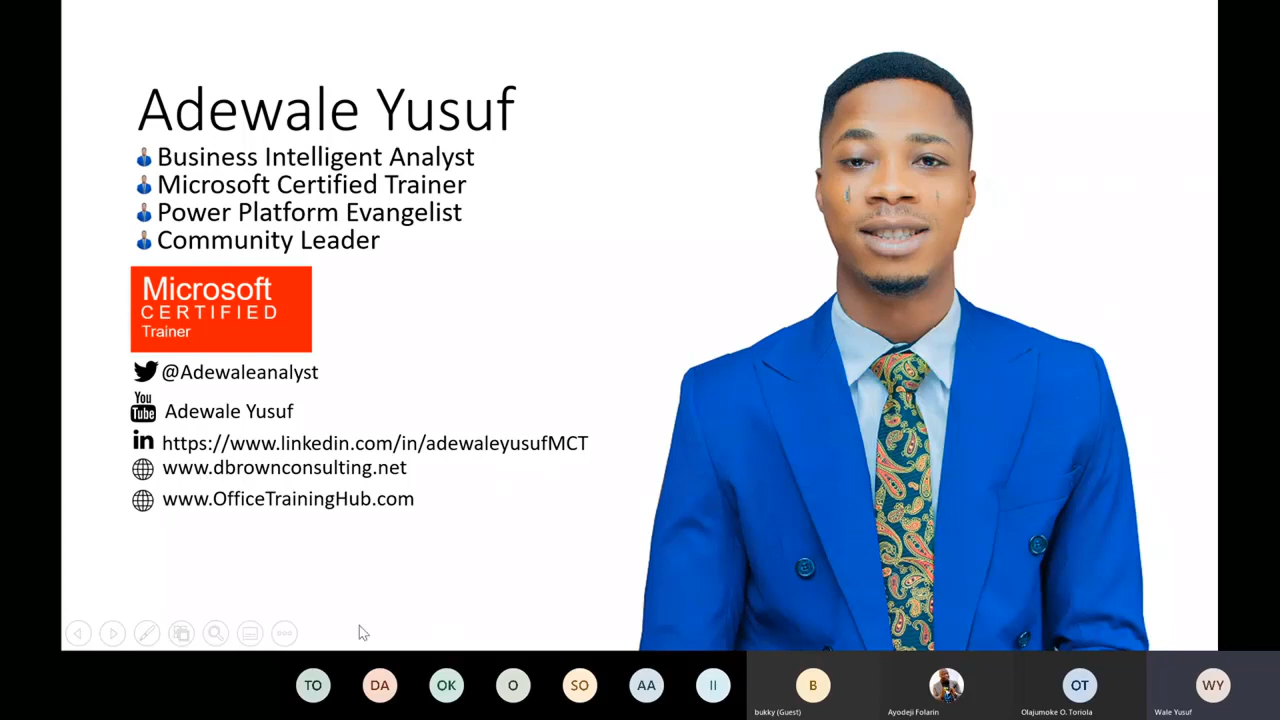 Adewale Yusuf
Business Intelligent Analyst
Microsoft Certified Trainer
Power Platform Evangelist
Community Leader
Microsoft
CERTIFIED
Trainer
@Adewaleanalyst
You
Tube
Adewale Yusuf
in
https://www.linkedin.com/in/adewaleyusufMCT
www.dbrownconsulting.net
www.OfficeTrainingHub.com
TO
DA
OK
O
SO
AA
II
B
OT
WY
bukky (Guest)
Ayodeji Folarin
Olajumoke O. Toriola
Wale Yusuf